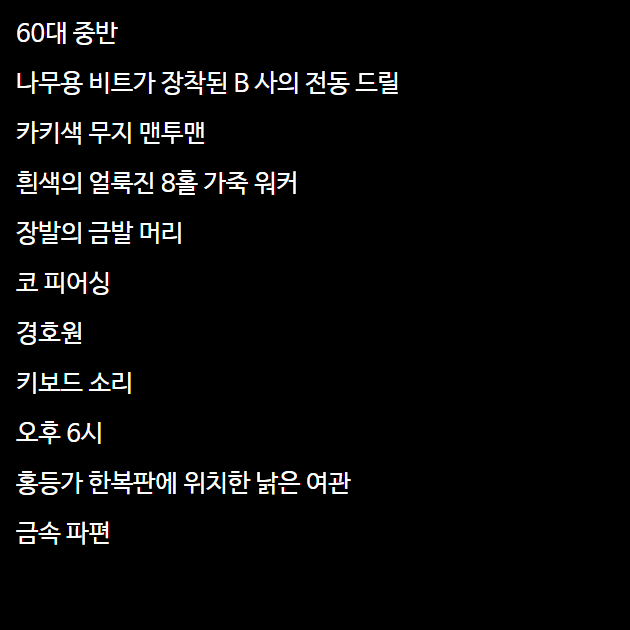 60대 중반
나무용 비트가 장착된 B 사의 전동 드릴
카키색 무지 맨투맨
흰색의 얼룩진 8홀 가죽 워커
장발의 금발 머리
코 피어싱
경호원
키보드 소리
오후 6시
홍등가 한복판에 위치한 낡은 여관
금속 파편